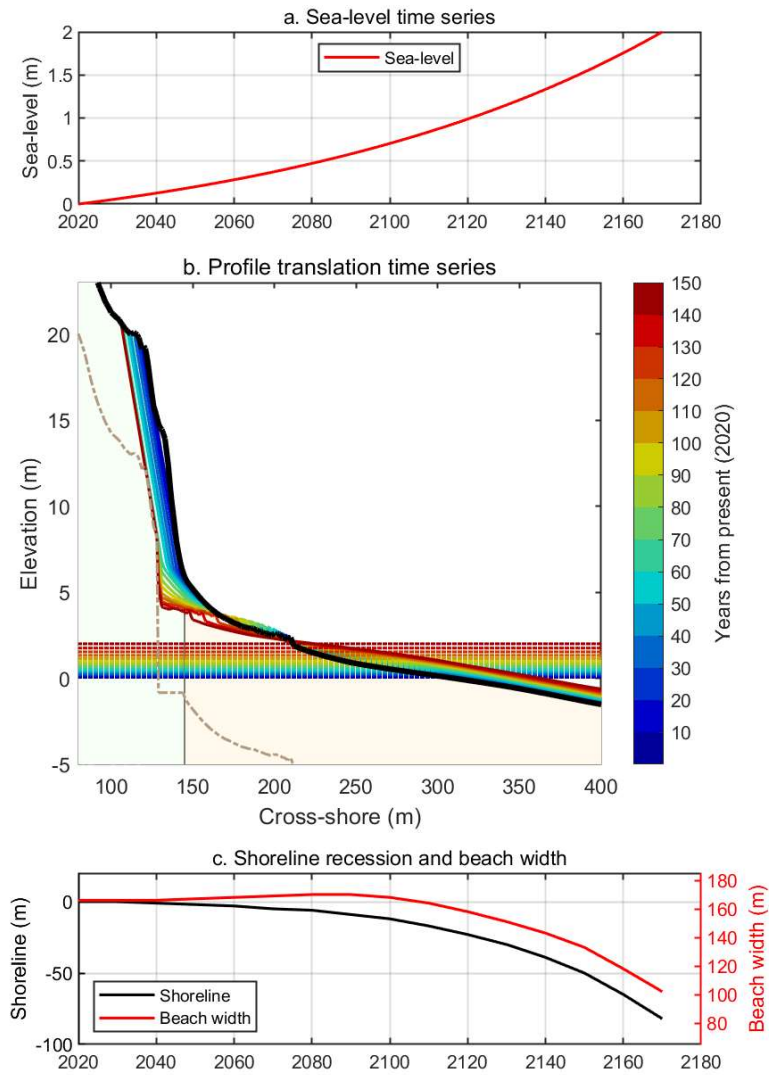 a. Sea-level time series
Sea-level (m)
2
1.5
1
0.5
0
Sea-level
2020 2040 2060 2080 2100 2120 2140 2160 2180
b. Profile translation time series
Elevation (m)
20
15
10
5
0
-5
100 150 200 250 300 350 400
Cross-shore (m)
150
140
130
120
110
100
90
80
70
60
50
40
30
20
10
Years from present (2020)
c. Shoreline recession and beach width
Shoreline (m)
0
-50
-100
Shoreline
Beach width
180
160
140
120
100
80
Beach width (m)
2020 2040 2060 2080 2100 2120 2140 2160 2180